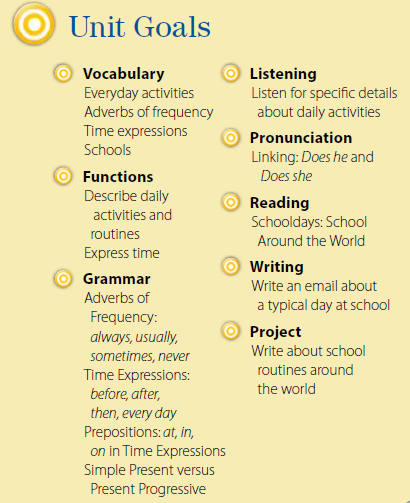 Unit Goals
Vocabulary
Everyday activities
Adverbs of frequency
Time expressions
Schools
Functions
Describe daily
activities and
routines
Express time
Grammar
Adverbs of
Frequency:
always, usually,
sometimes, never
Time Expressions:
before, after,
then, every day
Prepositions: at, in,
on in Time Expressions
Simple Present versus
Present Progressive
Listening
Listen for specific details
about daily activities
Pronunciation
Linking: Does he and
Does she
Reading
Schooldays: School
Around the World
Writing
Write an email about
a typical day at school
Project
Write about school
routines around
the world